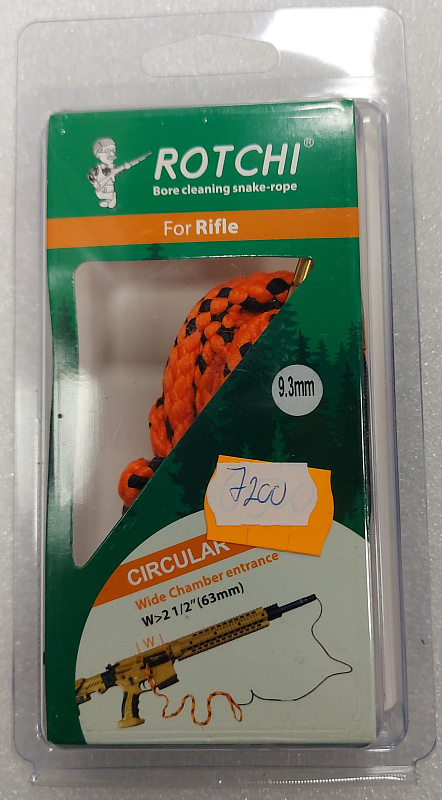 ROTCHI®
Bore cleaning snake-rope
For Rifle
9.3mm
7200
CIRCULAR
Wide Chamber entrance
W>2 1/2"(63mm)
W